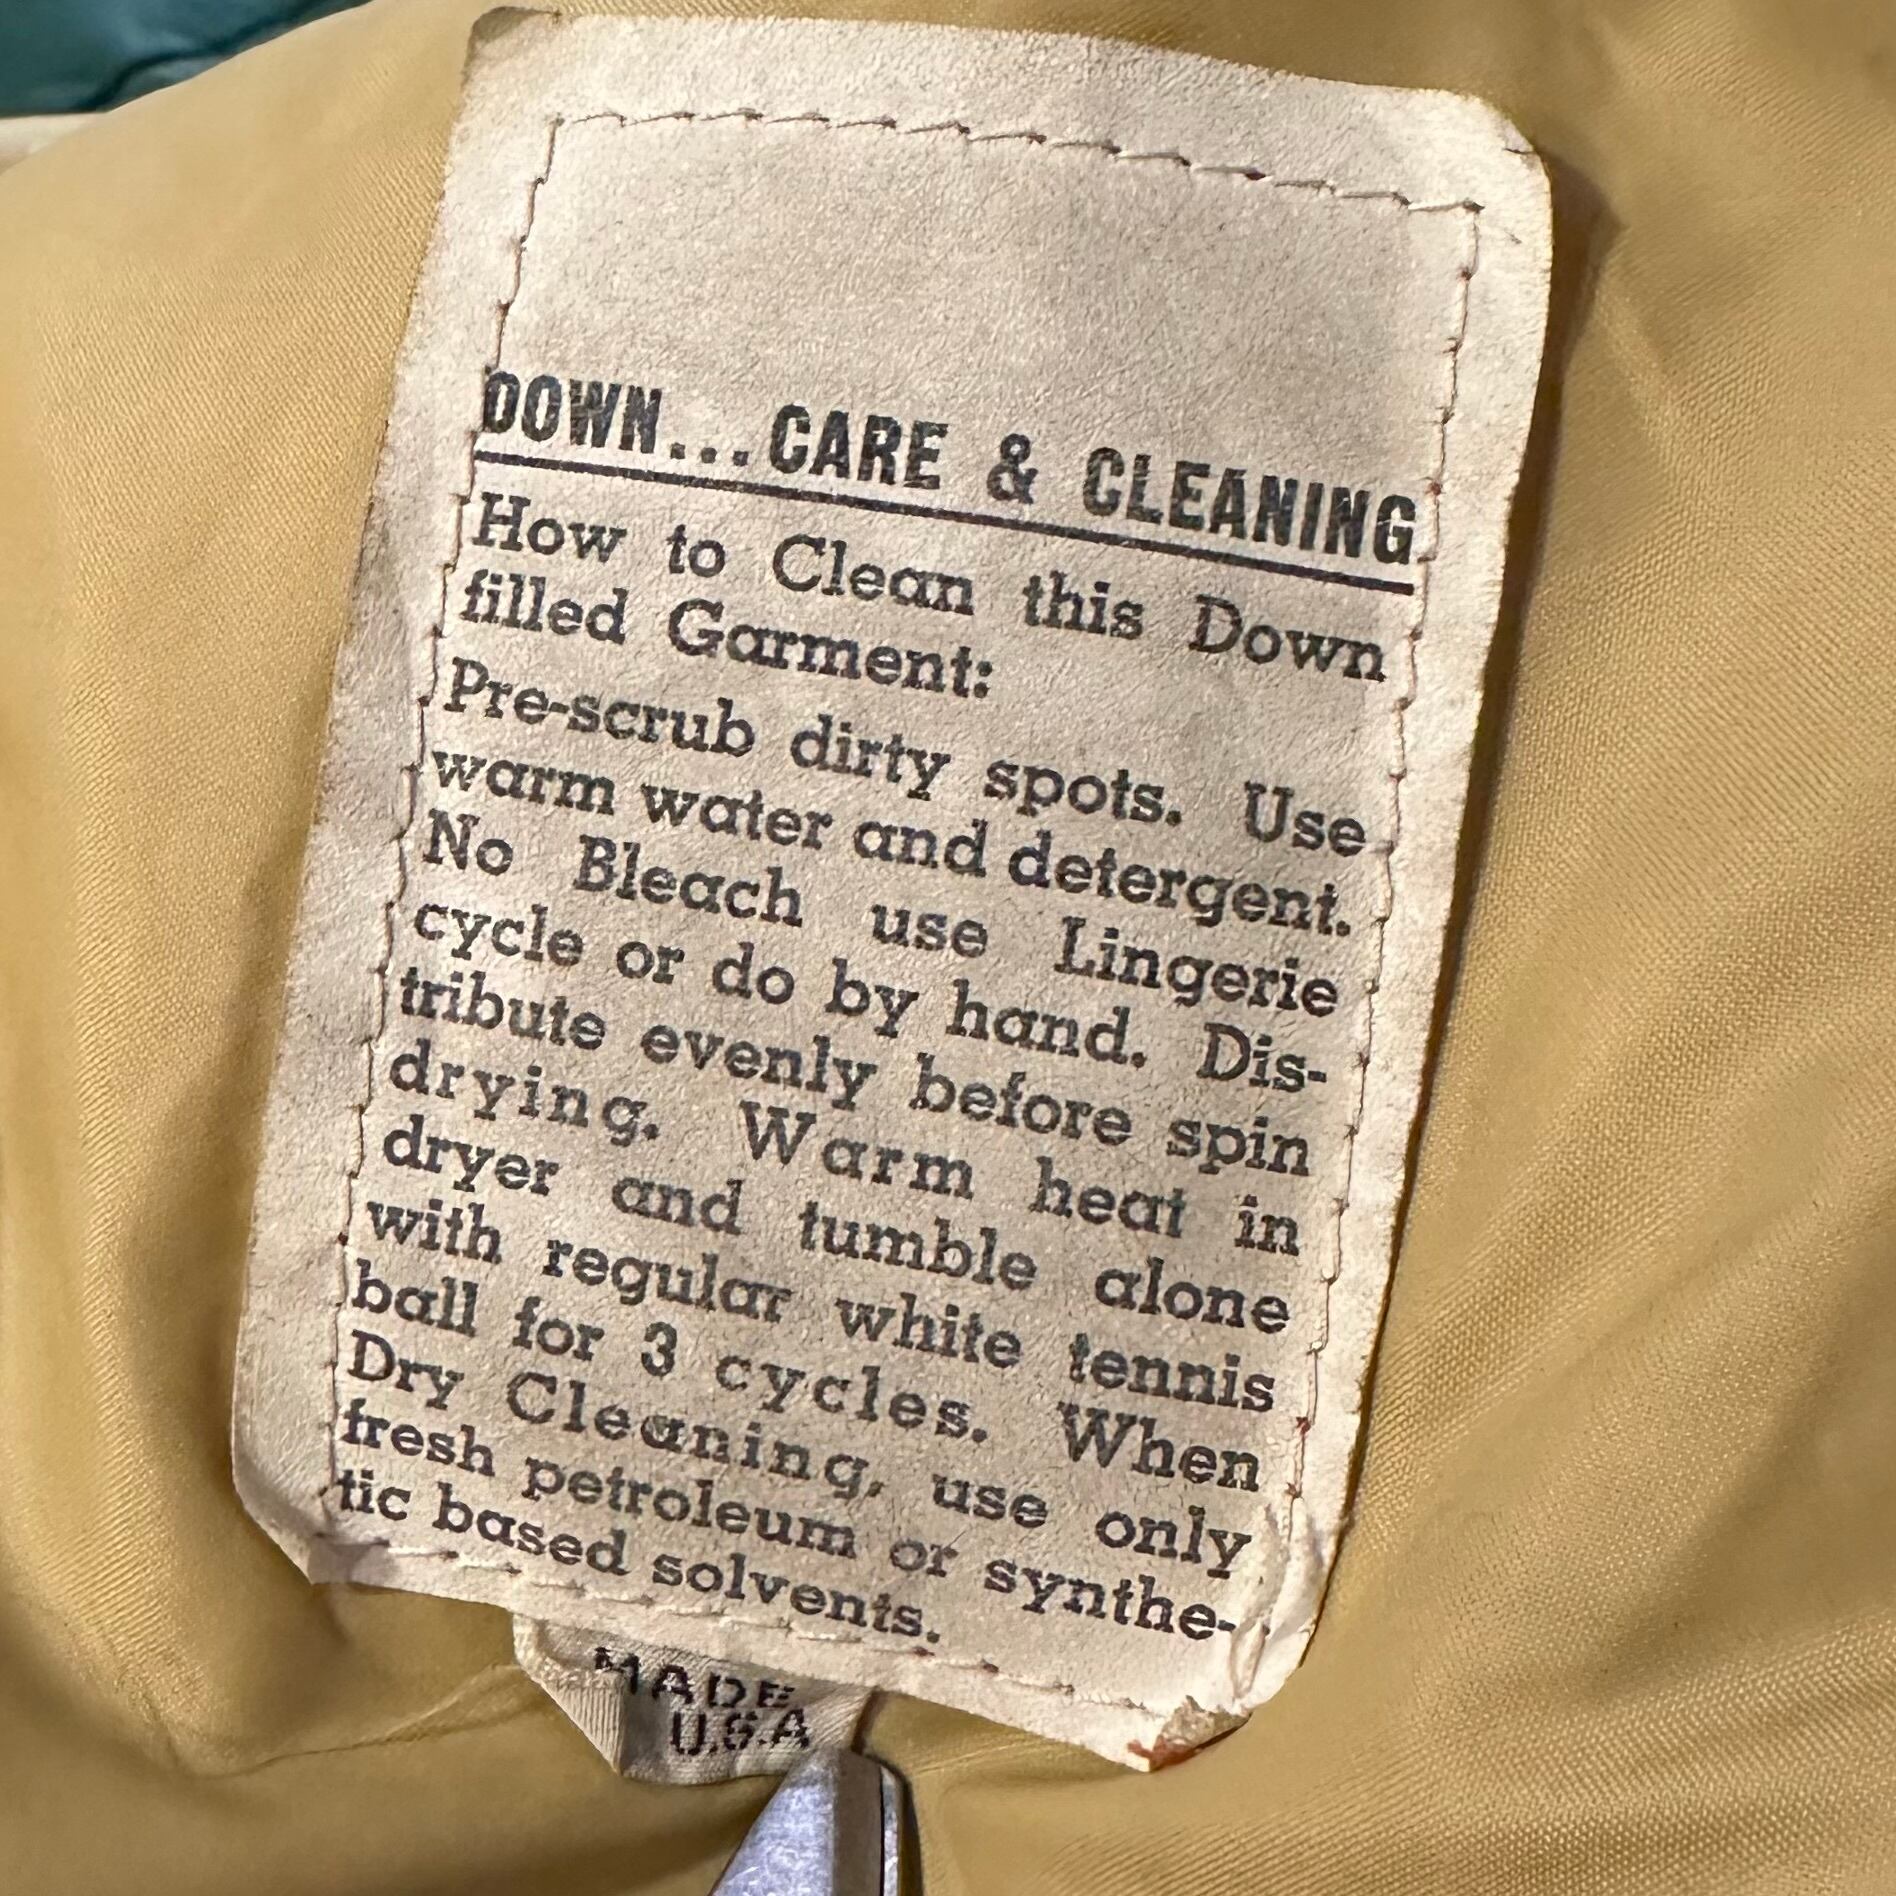 DOWN...CARE & CLEANING
How to Clean this Down
filled Garment:
Pre-scrub dirty spots. Use
warm water and detergent.
No Bleach use Lingerie
cycle or do by hand. Dis-
tribute evenly before spin
drying. Warm heat in
dryer and tumble alone
with regular white tennis
ball for 3 cycles. When
Dry Cleaning, use only
fresh petroleum or synthe-
tic based solvents.
MADE
U.S.A